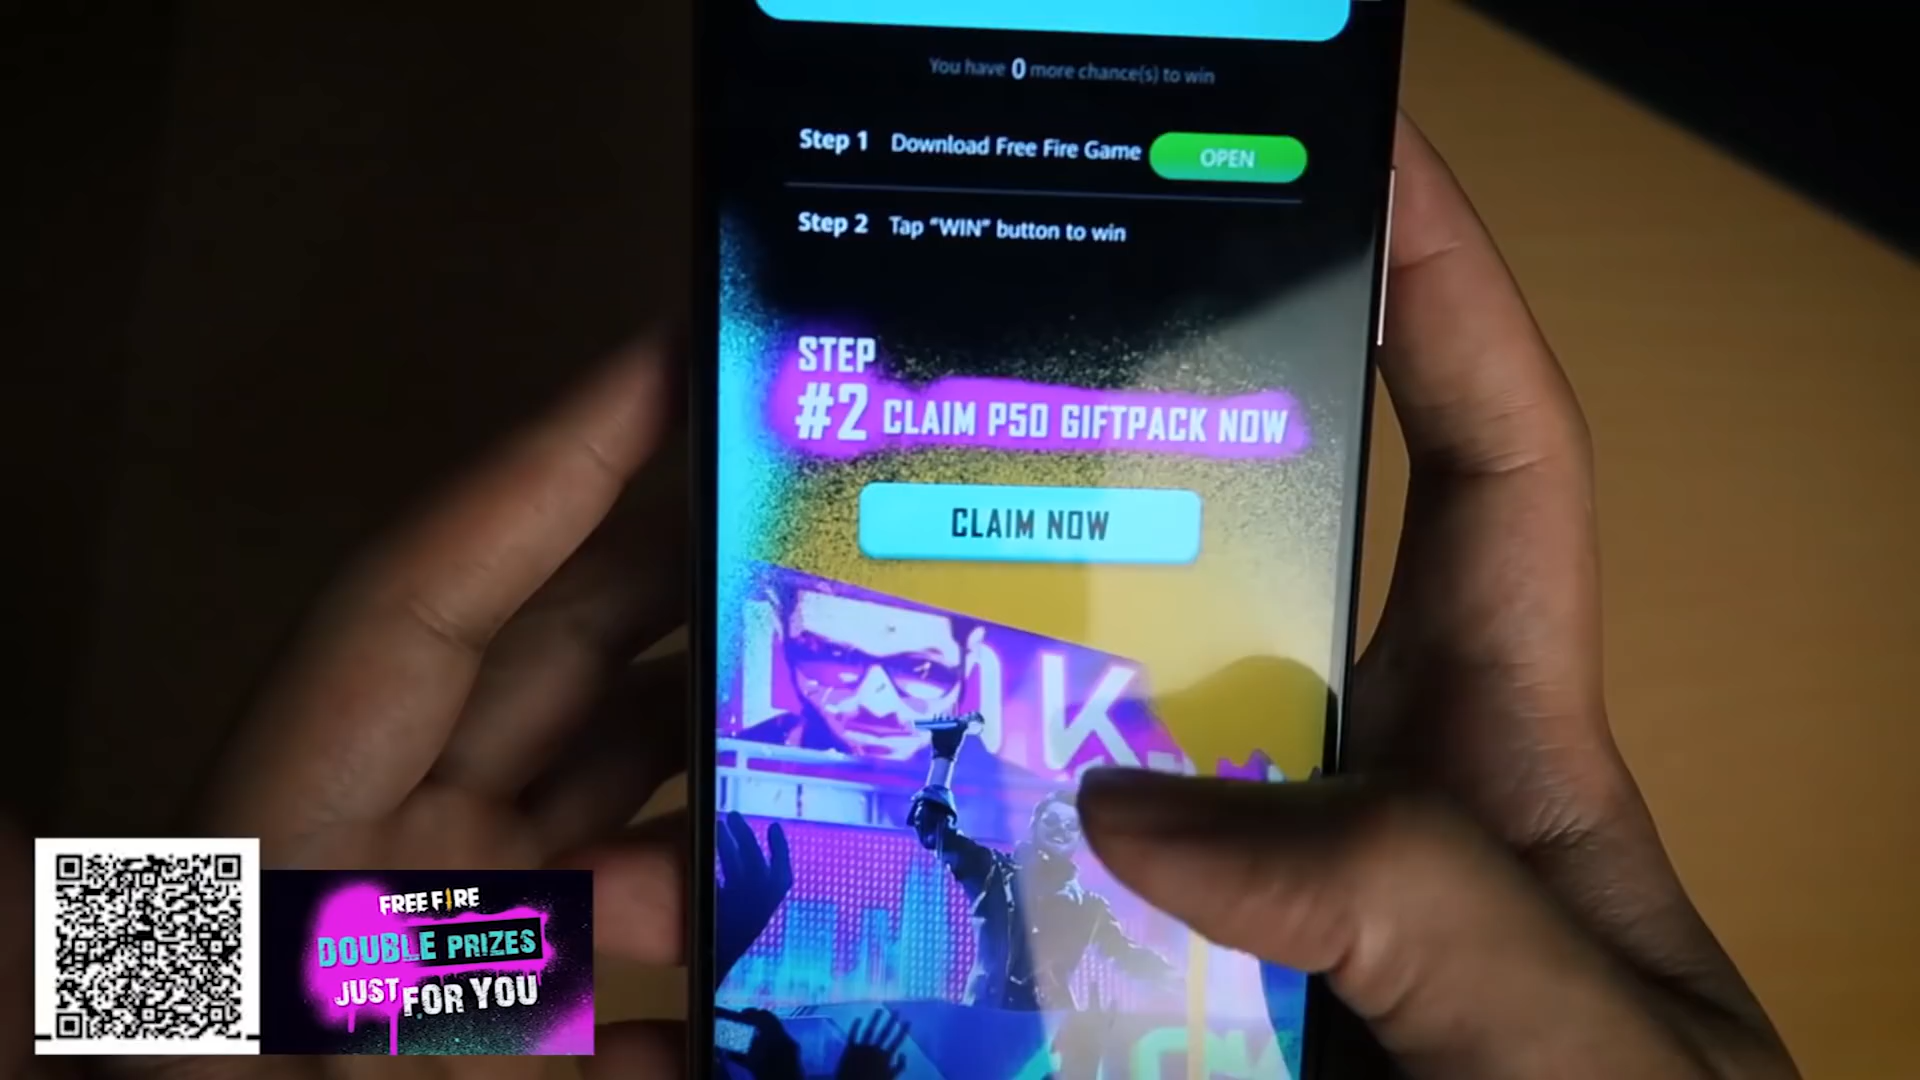 You have 0 more chance(s) to win
Step 1 Download Free Fire Game OPEN
Step 2 Tap "WIN" button to win
STEP
#2 CLAIM P50 GIFTPACK NOW
CLAIM NOW
K
FREE FIRE
DOUBLE PRIZES
JUST FOR YOU